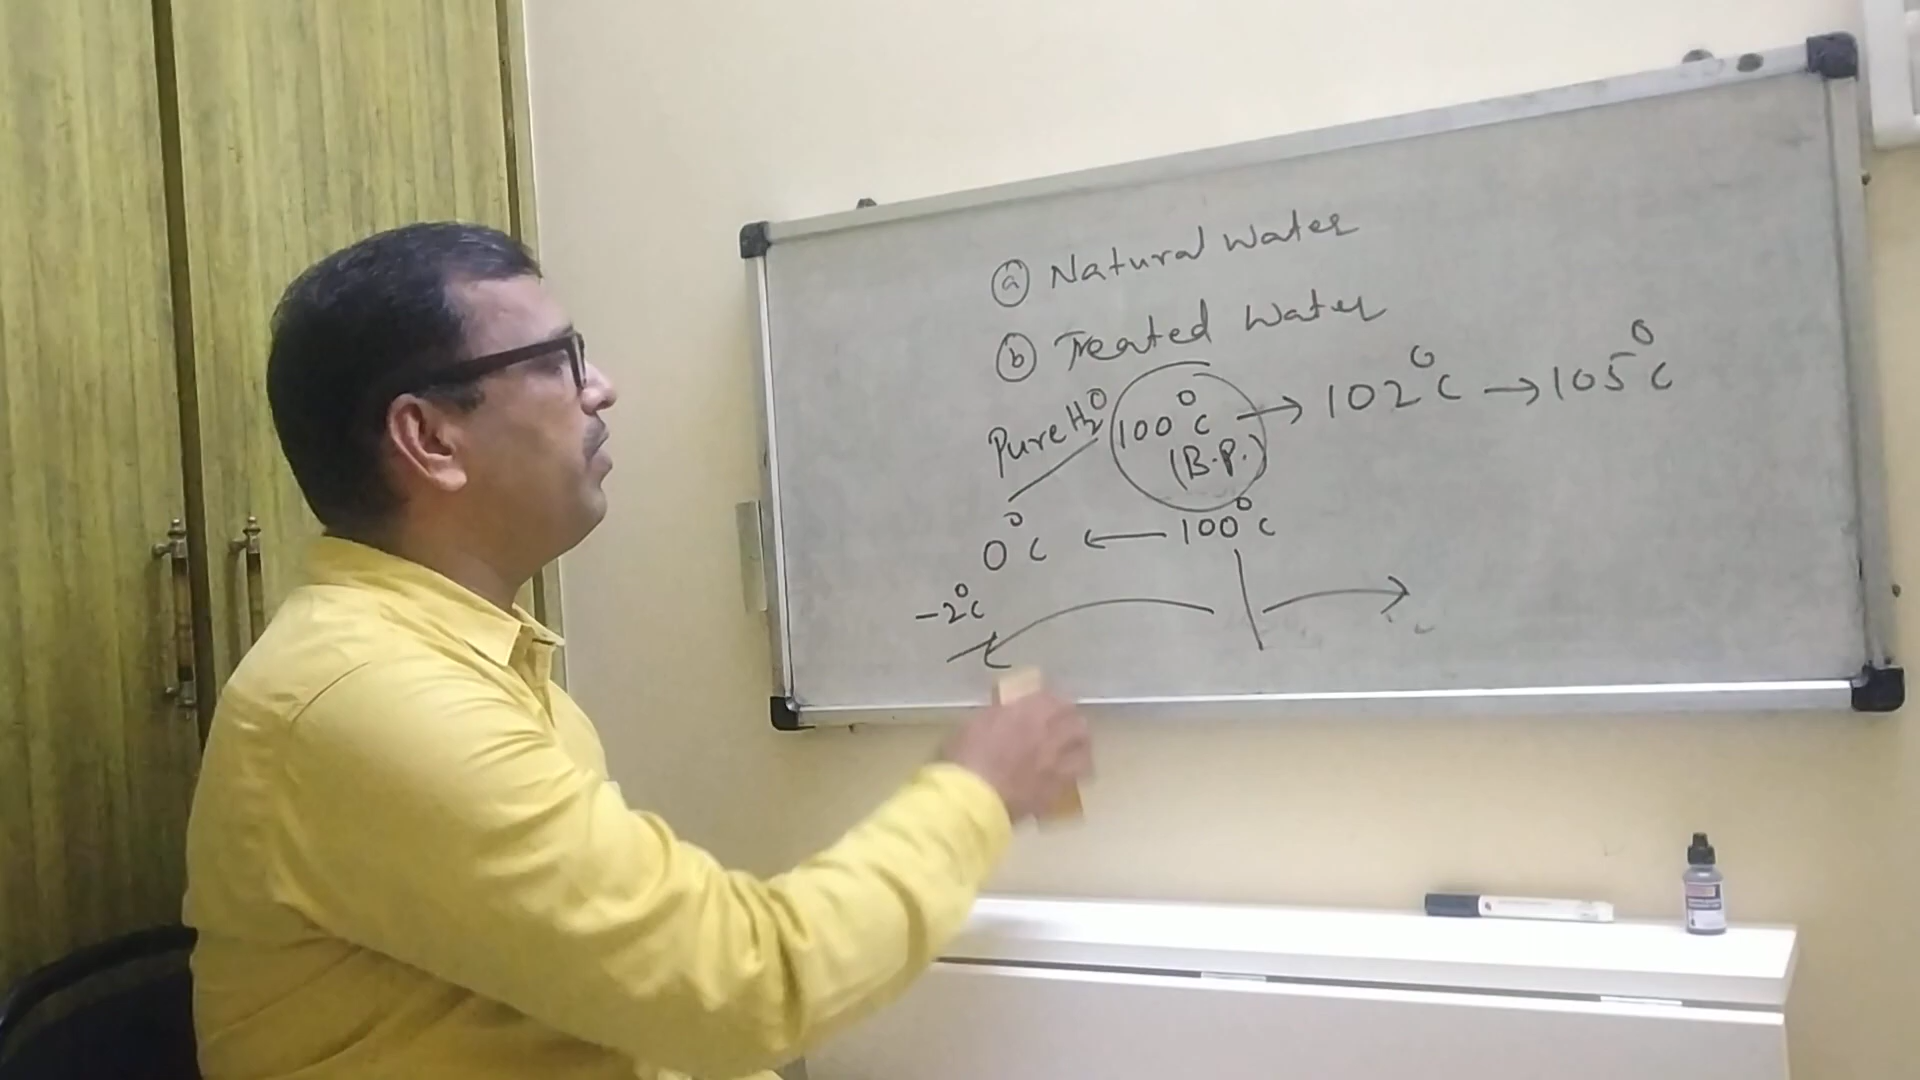 ⓐ Natural Water
ⓑ Treated Water
Pure H₂O 100°C → 102°C → 105°C
(B.P.)
0°C ← 100°C
-2°C